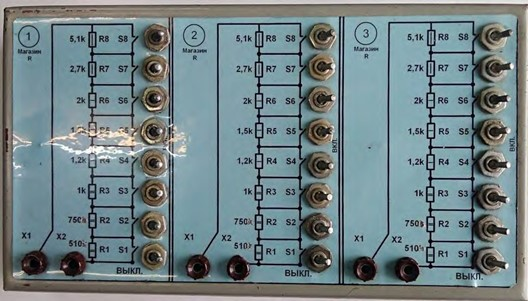 1
Магазин
R
5,1k R8 S8
2,7k R7 S7
2k R6 S6
1,5k R5 S5
1,2k R4 S4
1k R3 S3
750 R2 S2
510 R1 S1
X1 X2
ВЫКЛ.
2
Магазин
R
5,1k R8 S8
2,7k R7 S7
2k R6 S6
1,5k R5 S5
1,2k R4 S4
1k R3 S3
750 R2 S2
510 R1 S1
X1 X2
ВКЛ.
ВЫКЛ.
3
Магазин
R
5,1k R8 S8
2,7k R7 S7
2k R6 S6
1,5k R5 S5
1,2k R4 S4
1k R3 S3
750 R2 S2
510 R1 S1
X1 X2
ВКЛ.
ВЫКЛ.